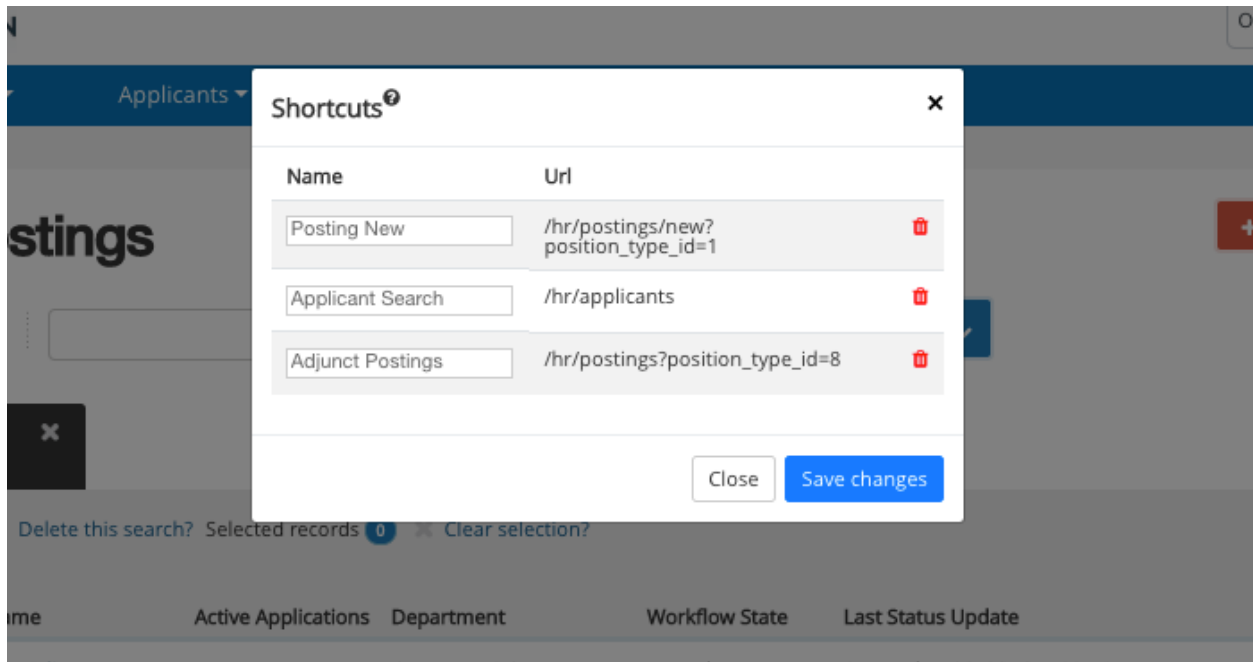 N
Applicants
Shortcuts?
×
Name Url
Posting New /hr/postings/new?
position_type_id=1
Applicant Search /hr/applicants
Adjunct Postings /hr/postings?position_type_id=8
stings
Close Save changes
Delete this search? Selected records 0 Clear selection?
ame Active Applications Department Workflow State Last Status Update